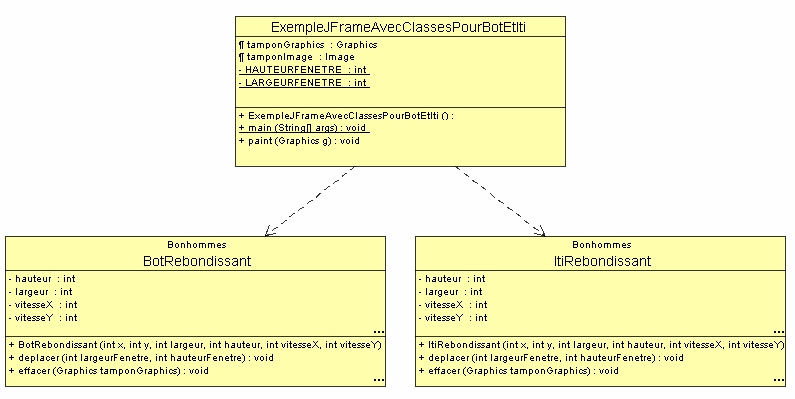 ExempleJFrameAvecClassesPourBotEtIti
¶ tamponGraphics : Graphics
¶ tamponImage : Image
- HAUTEURFENETRE : int
- LARGEURFENETRE : int
+ ExempleJFrameAvecClassesPourBotEtIti () :
+ main (String[] args) : void
+ paint (Graphics g) : void
Bonhommes
BotRebondissant
- hauteur : int
- largeur : int
- vitesseX : int
- vitesseY : int
...
+ BotRebondissant (int x, int y, int largeur, int hauteur, int vitesseX, int vitesseY)
+ deplacer (int largeurFenetre, int hauteurFenetre) : void
+ effacer (Graphics tamponGraphics) : void
...
Bonhommes
ItiRebondissant
- hauteur : int
- largeur : int
- vitesseX : int
- vitesseY : int
...
+ ItiRebondissant (int x, int y, int largeur, int hauteur, int vitesseX, int vitesseY)
+ deplacer (int largeurFenetre, int hauteurFenetre) : void
+ effacer (Graphics tamponGraphics) : void
...